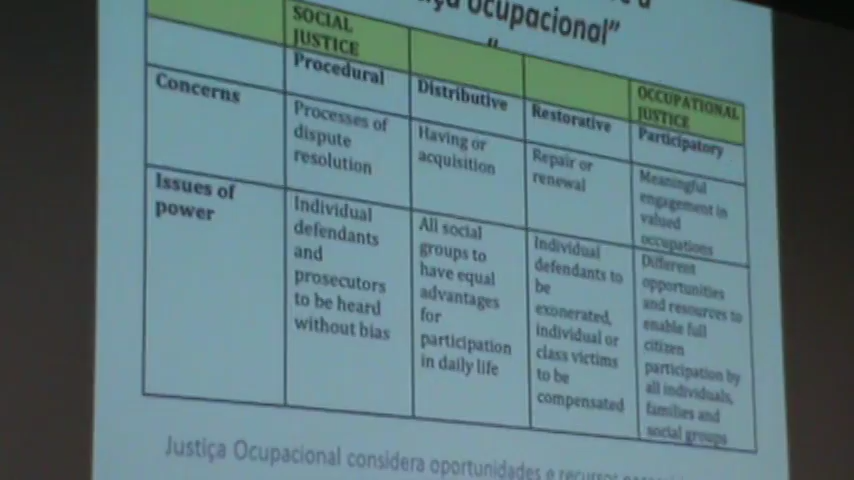 ocupacional”
“
SOCIAL
JUSTICE
OCCUPATIONAL
JUSTICE
Procedural
Distributive
Restorative
Participatory
Concerns
Processes of
dispute
resolution
Having or
acquisition
Repair or
renewal
Meaningful
engagement in
valued
occupations
Issues of
power
Individual
defendants
and
prosecutors
to be heard
without bias
All social
groups to
have equal
advantages
for
participation
in daily life
Individual
defendants to
be
exonerated,
individual or
class victims
to be
compensated
Different
opportunities
and resources to
enable full
citizen
participation by
all individuals,
families and
social groups
Justiça Ocupacional considera oportunidades e recursos